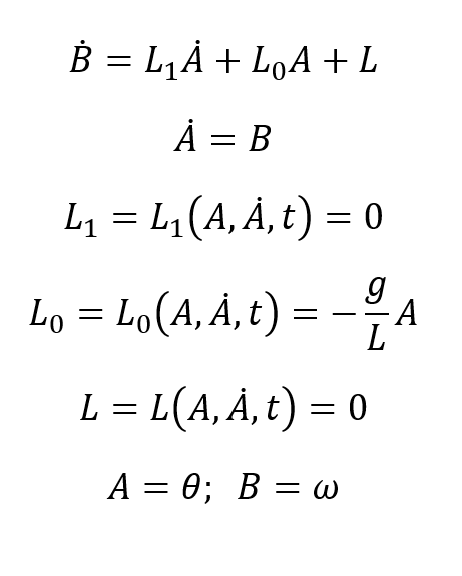 Ḃ = L₁Ȧ + L₀A + L
Ȧ = B
L₁ = L₁(A, Ȧ, t) = 0
L₀ = L₀(A, Ȧ, t) = −g/L A
L = L(A, Ȧ, t) = 0
A = θ; B = ω